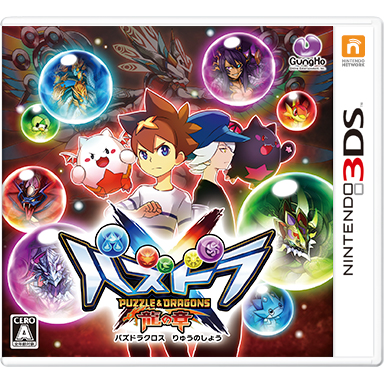 GungHo
NINTENDO
NETWORK
NINTENDO 3DS
パズドラ
PUZZLE & DRAGONS
龍の章
パズドラクロス りゅうのしょう
CERO
A